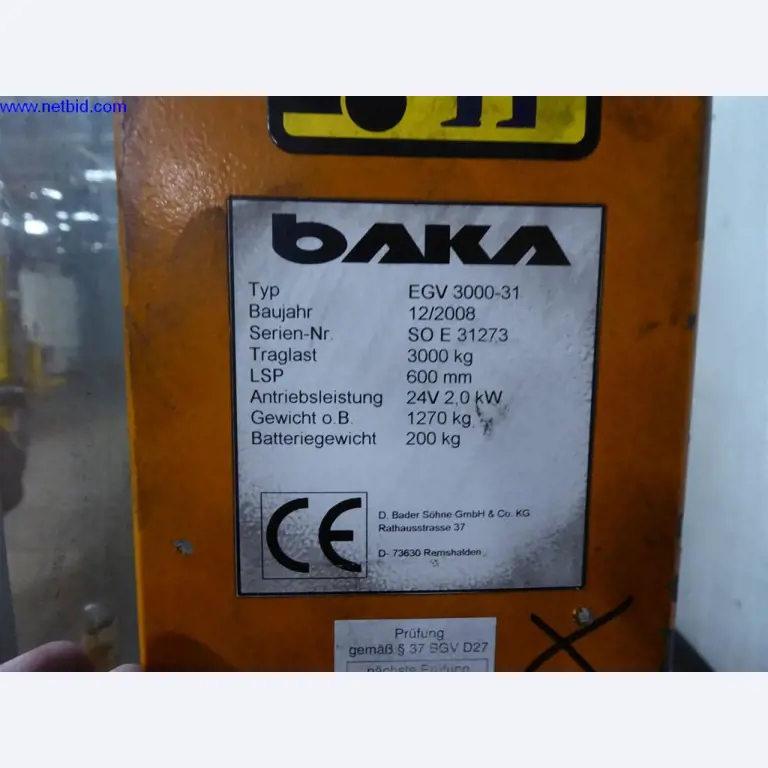 www.netbid.com
baka
Typ EGV 3000-31
Baujahr 12/2008
Serien-Nr. SO E 31273
Traglast 3000 kg
LSP 600 mm
Antriebsleistung 24V 2,0 kW
Gewicht o.B. 1270 kg
Batteriegewicht 200 kg
CE
D. Bader Söhne GmbH & Co. KG
Rathausstrasse 37
D- 73630 Remshalden
Prüfung
gemäß § 37 BGV D27
nächste Prüfung